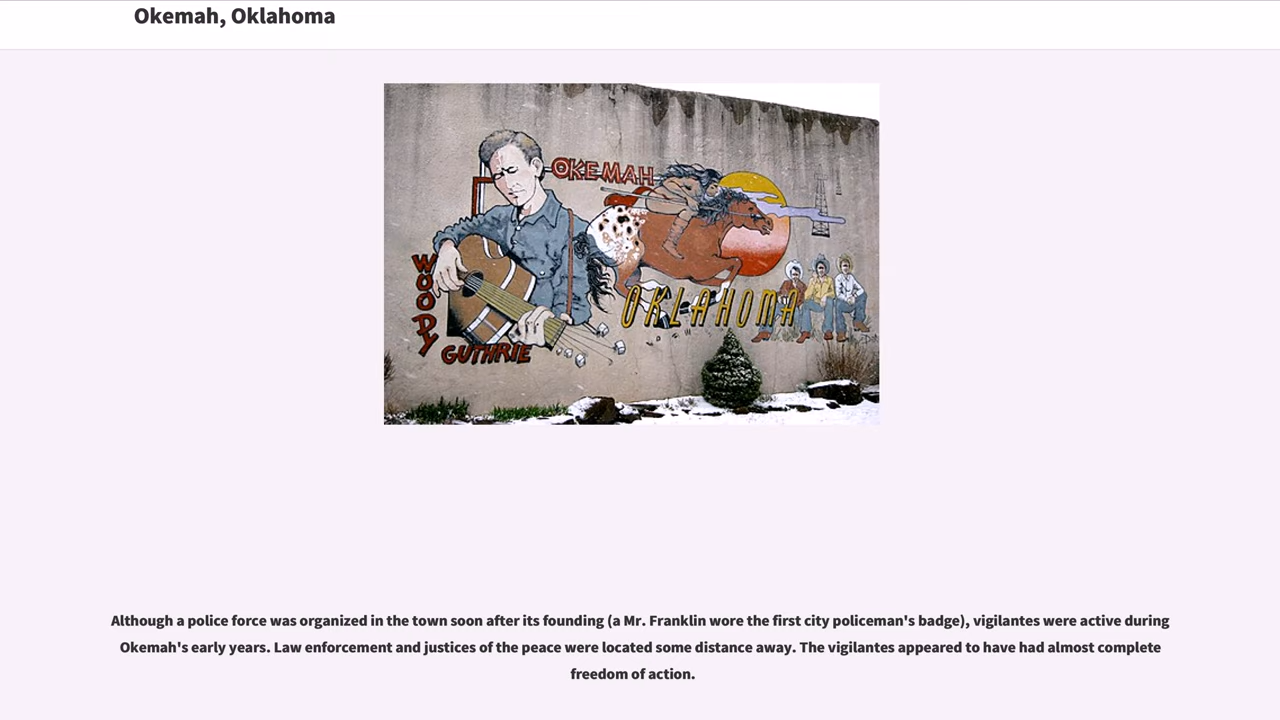 Okemah, Oklahoma
OKEMAH
WOODY
GUTHRIE
OKLAHOMA
Although a police force was organized in the town soon after its founding (a Mr. Franklin wore the first city policeman's badge), vigilantes were active during
Okemah's early years. Law enforcement and justices of the peace were located some distance away. The vigilantes appeared to have had almost complete
freedom of action.